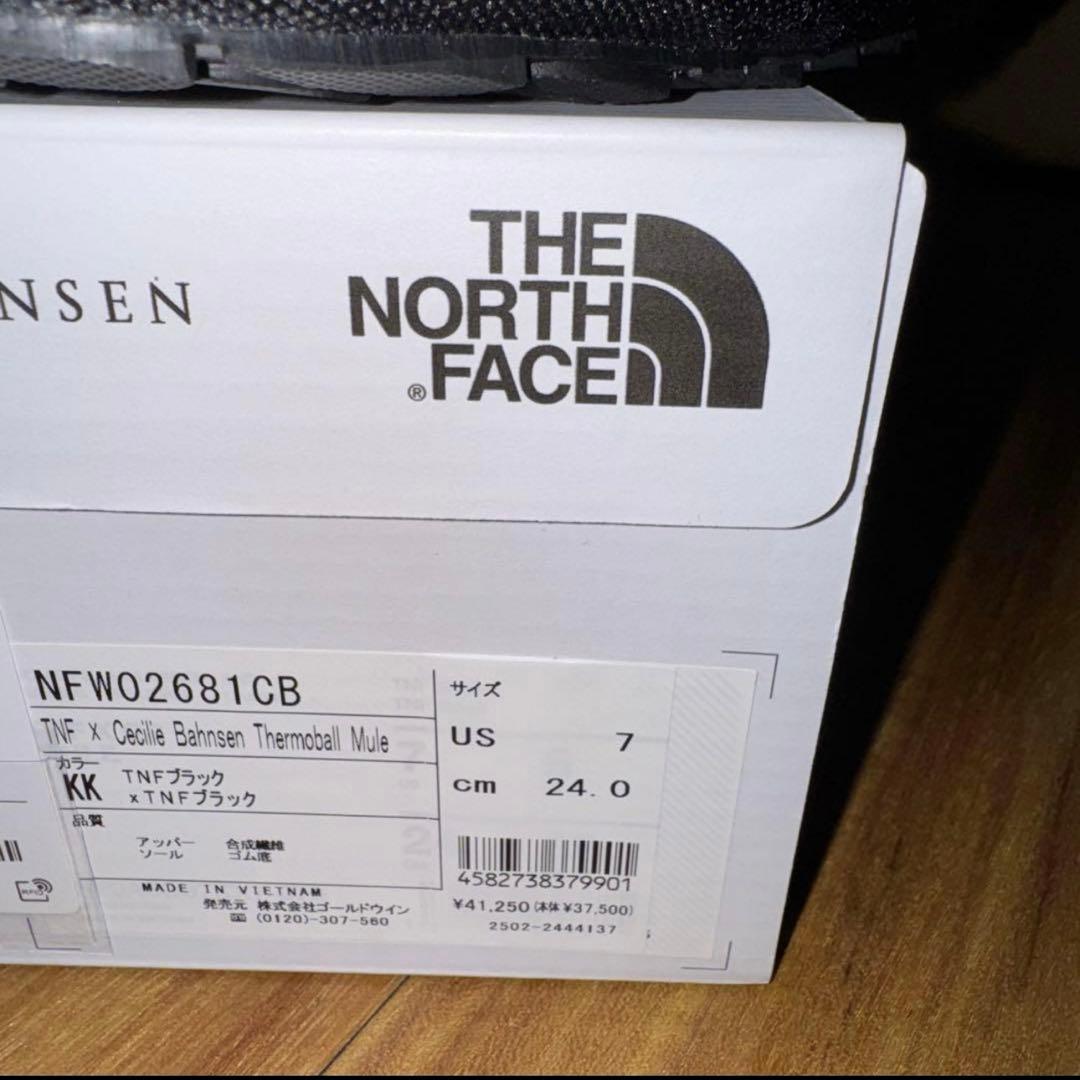 NSEN
THE
NORTH
FACE
®
NFW02681CB
TNF X Cecilie Bahnsen Thermoball Mule
カラー
KK TNFブラック
xTNFブラック
品質
アッパー 合成繊維
ソール ゴム底
MADE IN VIETNAM
発売元 株式会社ゴールドウイン
(0120)-307-560
サイズ
US 7
cm 24.0
4582738379901
¥41,250(本体¥37,500)
2502-2444137